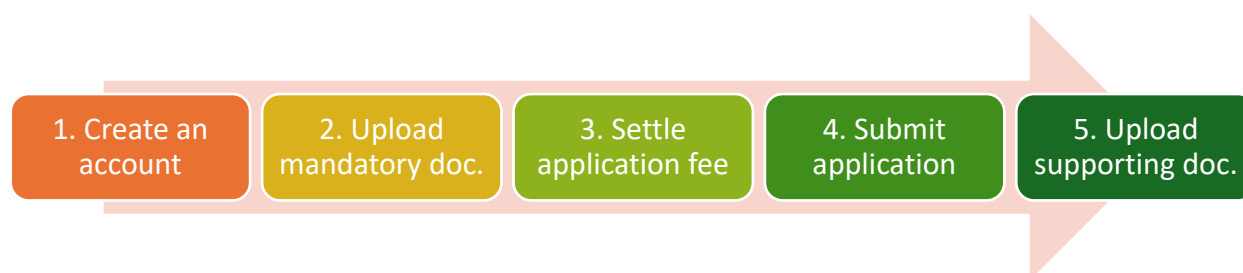 1. Create an
account
2. Upload
mandatory doc.
3. Settle
application fee
4. Submit
application
5. Upload
supporting doc.